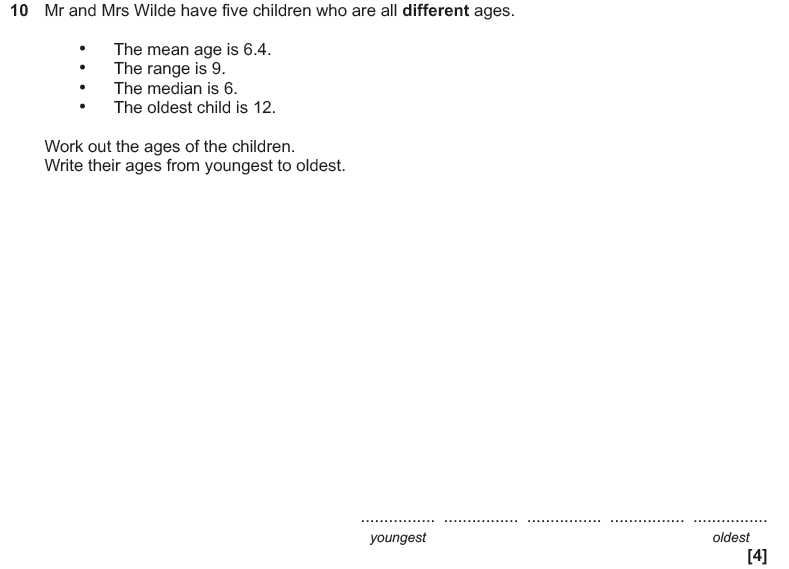 10 Mr and Mrs Wilde have five children who are all different ages.
• The mean age is 6.4.
• The range is 9.
• The median is 6.
• The oldest child is 12.
Work out the ages of the children.
Write their ages from youngest to oldest.
................ ................ ................ ................ ................
youngest oldest
[4]